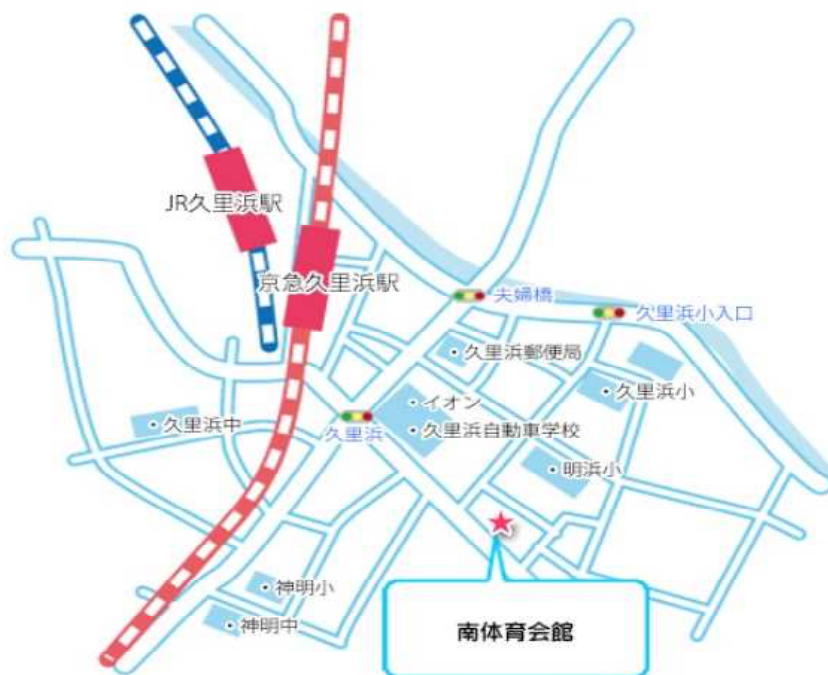 JR久里浜駅
京急久里浜駅
夫婦橋
久里浜小入口
久里浜郵便局
久里浜小
イオン
久里浜自動車学校
久里浜中
久里浜
明浜小
神明小
神明中
南体育会館